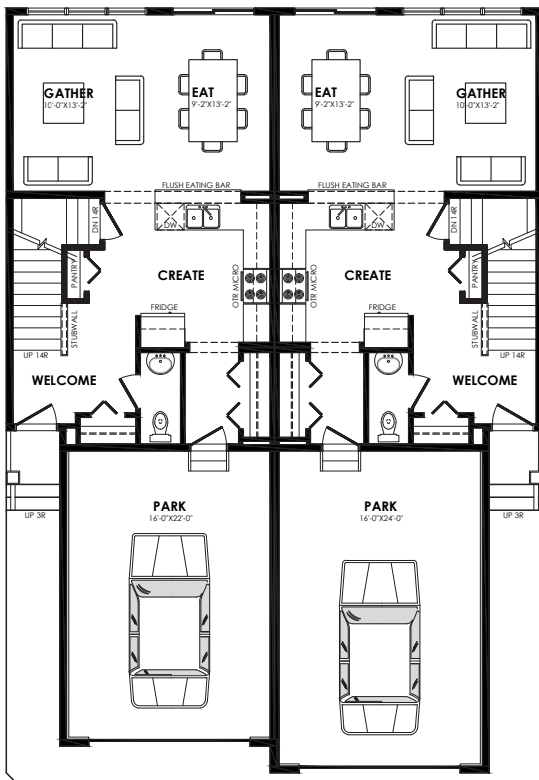 GATHER
10'-0"X13'-2"
EAT
9'-2"X13'-2"
EAT
9'-2"X13'-2"
GATHER
10'-0"X13'-2"
FLUSH EATING BAR
FLUSH EATING BAR
DN 14R
DW
DW
DN 14R
PANTRY
CREATE
OTR MICRO
OTR MICRO
CREATE
PANTRY
STUBWALL
FRIDGE
FRIDGE
STUBWALL
UP 14R
UP 14R
WELCOME
WELCOME
UP 3R
UP 3R
PARK
16'-0"X22'-0"
PARK
16'-0"X24'-0"